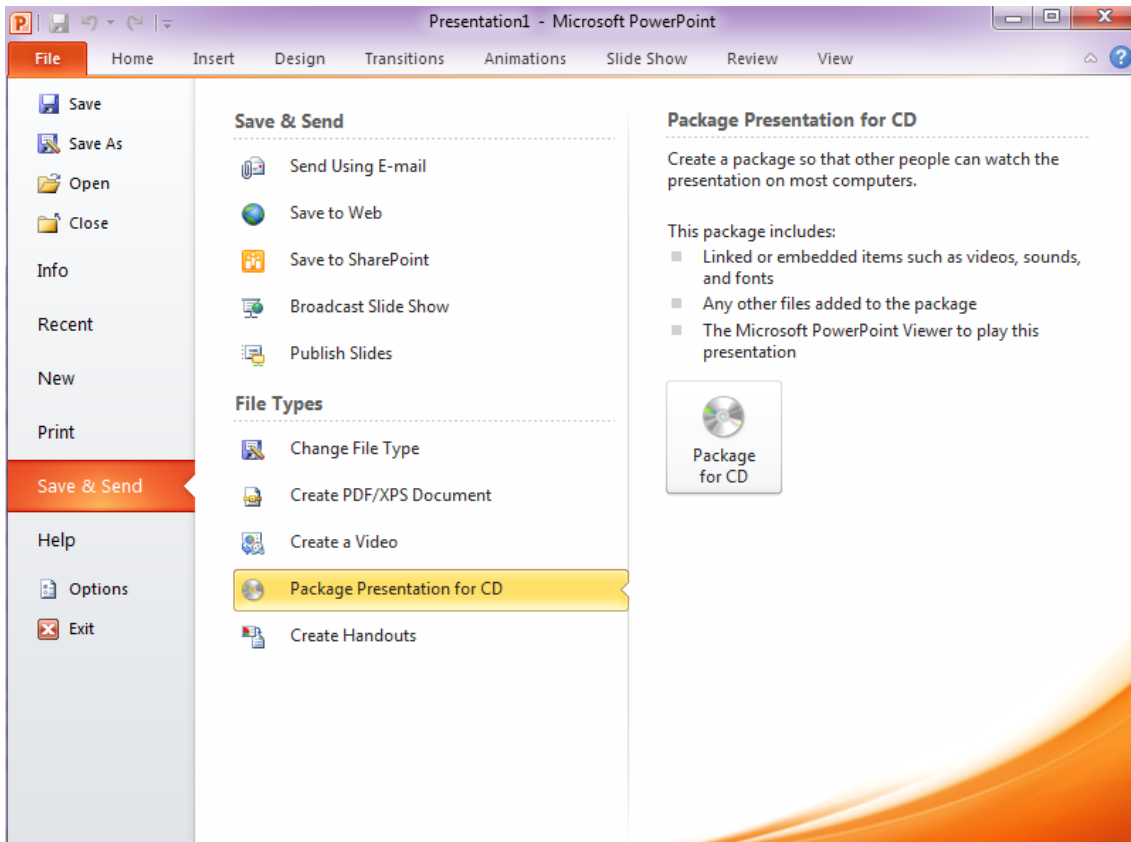 Presentation1 - Microsoft PowerPoint
File Home Insert Design Transitions Animations Slide Show Review View
Save
Save As
Open
Close
Info
Recent
New
Print
Save & Send
Help
Options
Exit
Save & Send
Send Using E-mail
Save to Web
Save to SharePoint
Broadcast Slide Show
Publish Slides
File Types
Change File Type
Create PDF/XPS Document
Create a Video
Package Presentation for CD
Create Handouts
Package Presentation for CD
Create a package so that other people can watch the
presentation on most computers.
This package includes:
Linked or embedded items such as videos, sounds,
and fonts
Any other files added to the package
The Microsoft PowerPoint Viewer to play this
presentation
Package
for CD